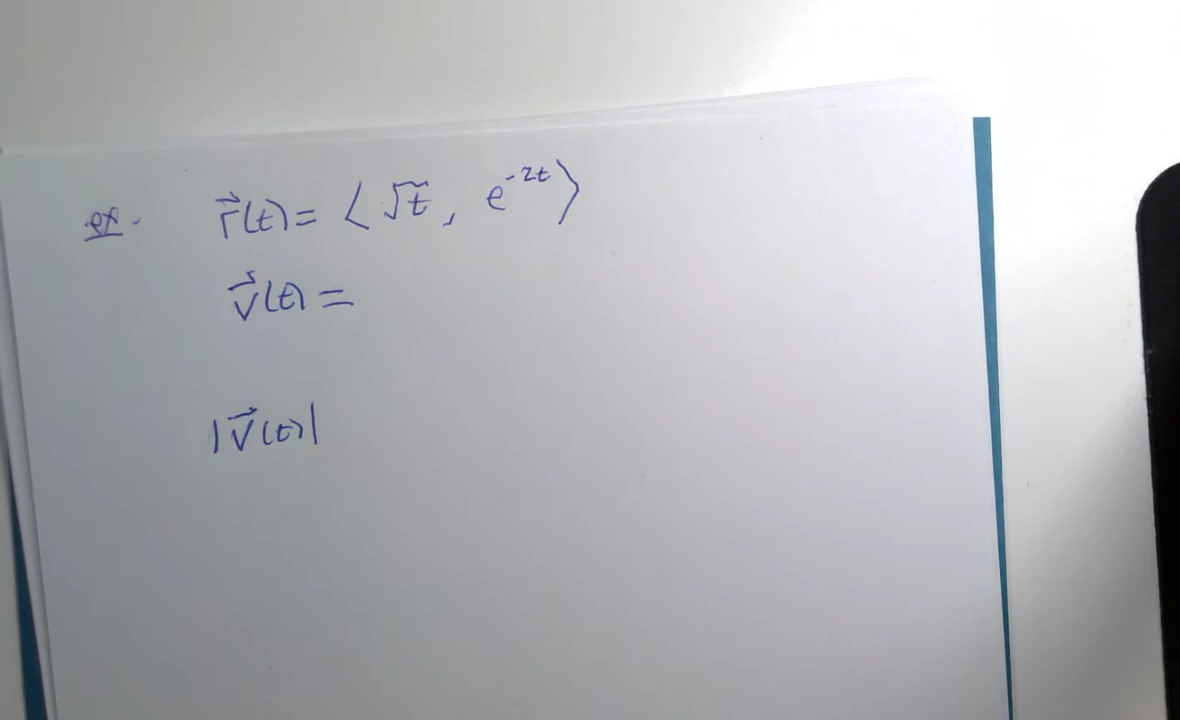 ex. r⃗(t) = ⟨√t, e^{-2t}⟩
v⃗(t) =
|v⃗(t)|